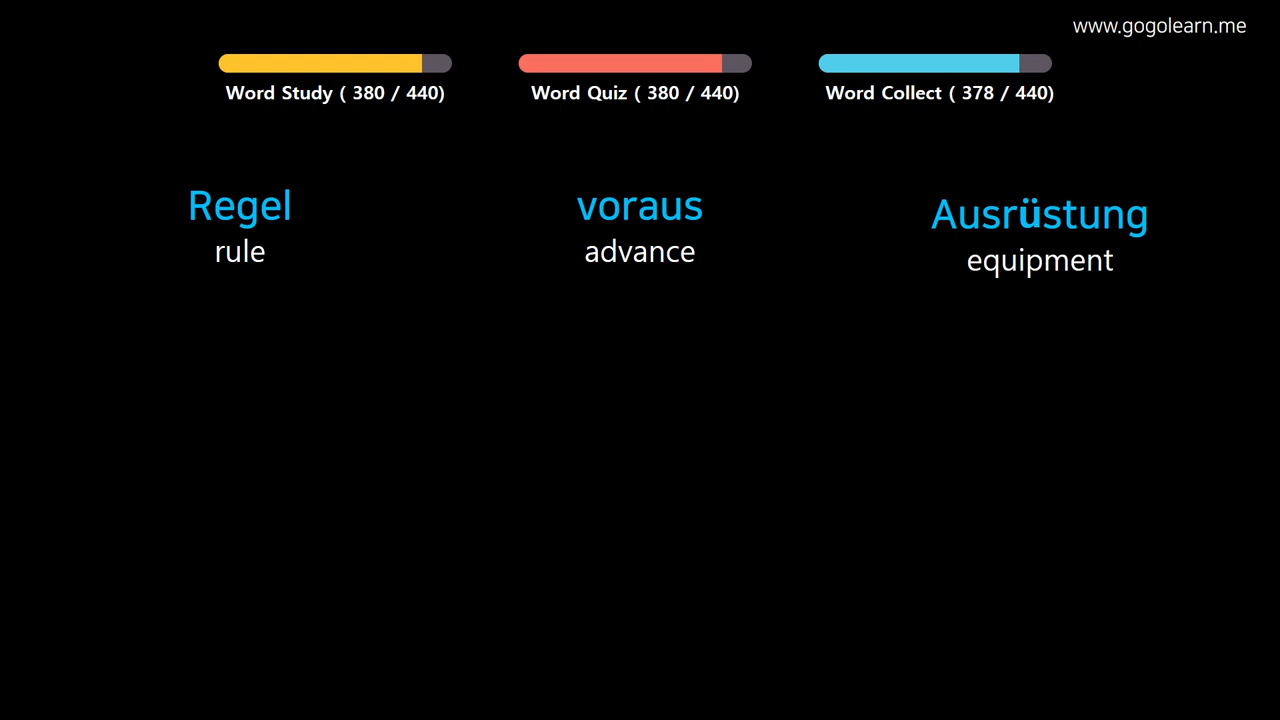 www.gogolearn.me
Word Study ( 380 / 440)
Word Quiz ( 380 / 440)
Word Collect ( 378 / 440)
Regel
rule
voraus
advance
Ausrüstung
equipment